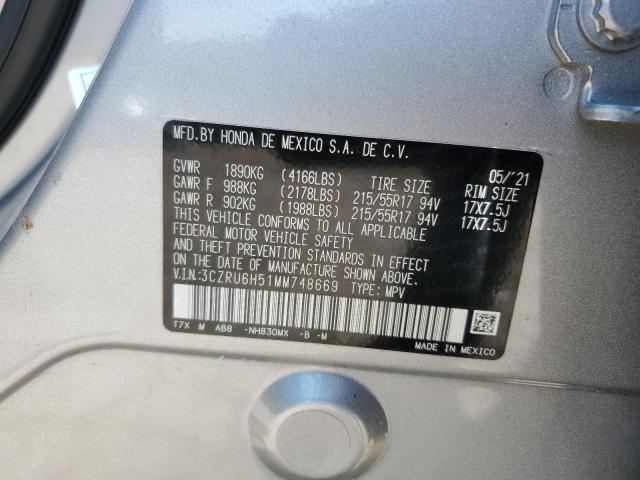 MFD.BY HONDA DE MEXICO S.A. DE C.V.
05/'21
GVWR 1890KG (4166LBS) TIRE SIZE RIM SIZE
GAWR F 988KG (2178LBS) 215/55R17 94V 17X7.5J
GAWR R 902KG (1988LBS) 215/55R17 94V 17X7.5J
THIS VEHICLE CONFORMS TO ALL APPLICABLE
FEDERAL MOTOR VEHICLE SAFETY
AND THEFT PREVENTION STANDARDS IN EFFECT
ON THE DATE OF MANUFACTURE SHOWN ABOVE.
V.I.N.:3CZRU6H51MM748669 TYPE: MPV
T7X M AB8 -NH830MX -B -M
MADE IN MEXICO